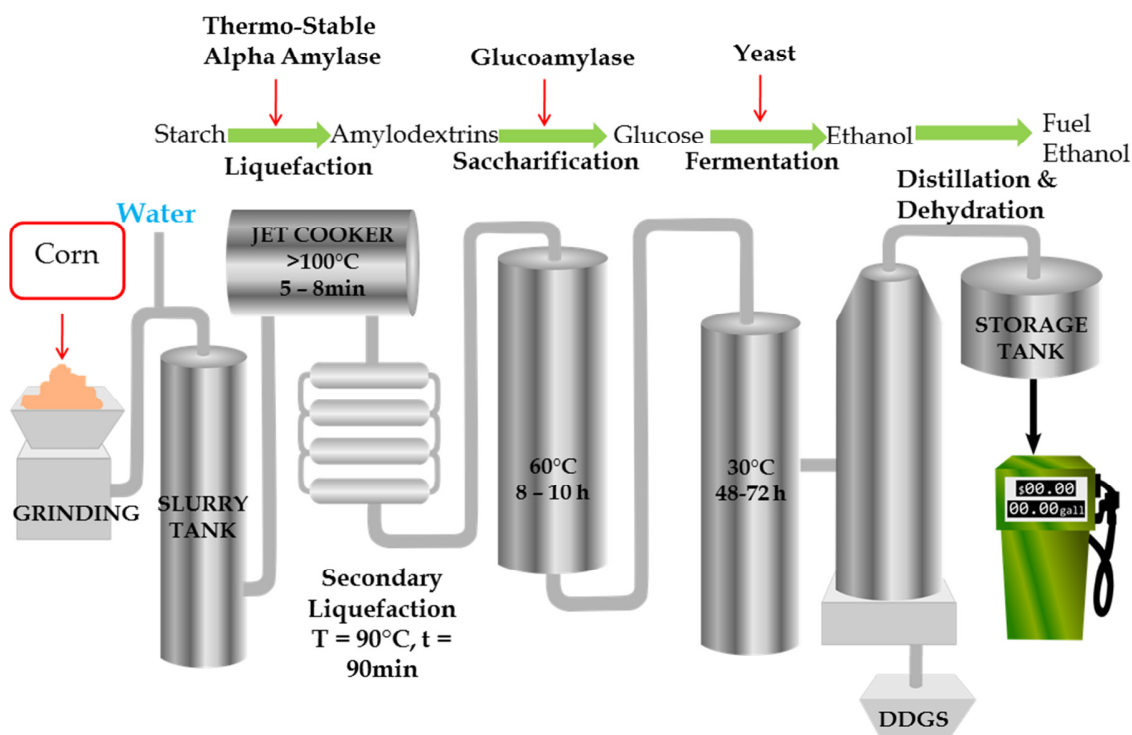 Thermo-Stable
Alpha Amylase
Glucoamylase
Yeast
Starch
Amylodextrins
Glucose
Ethanol
Fuel
Ethanol
Liquefaction
Saccharification
Fermentation
Distillation &
Dehydration
Water
Corn
JET COOKER
>100°C
5 – 8min
STORAGE
TANK
GRINDING
SLURRY
TANK
60°C
8 – 10 h
30°C
48-72 h
$00.00
00.00gall
Secondary
Liquefaction
T = 90°C, t =
90min
DDGS